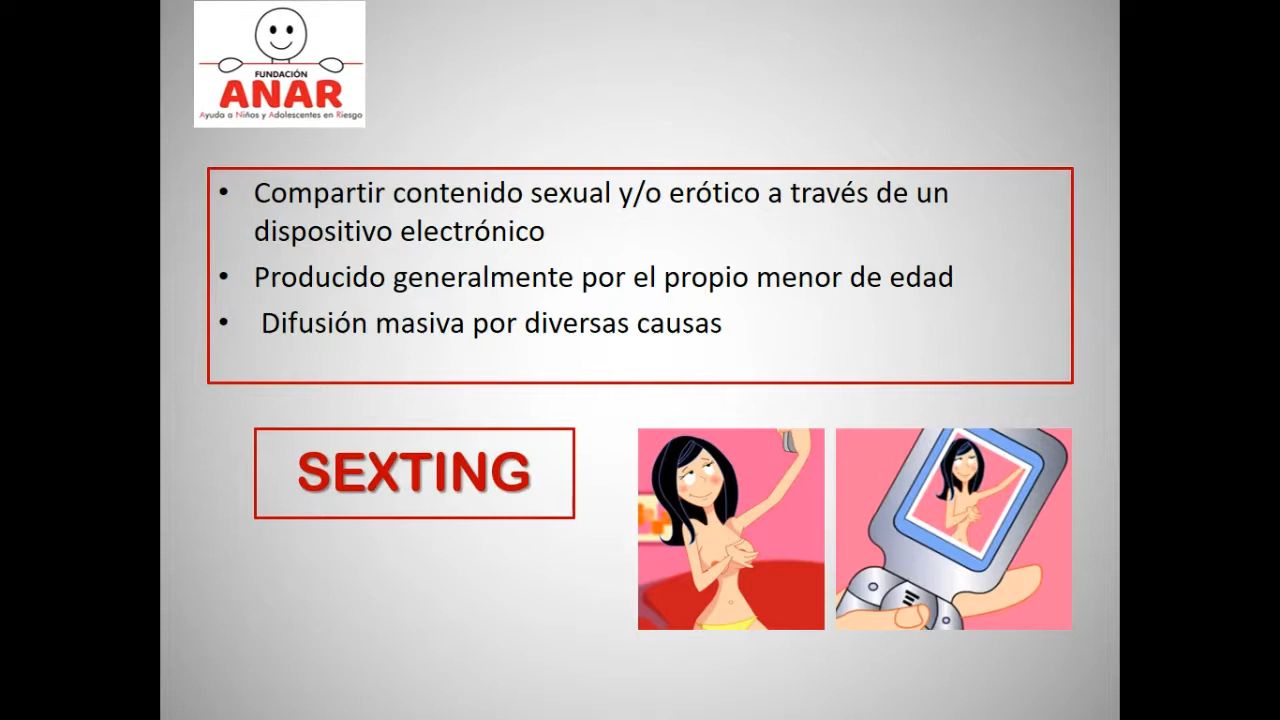 FUNDACIÓN
ANAR
Ayuda a Niños y Adolescentes en Riesgo
• Compartir contenido sexual y/o erótico a través de un
dispositivo electrónico
• Producido generalmente por el propio menor de edad
• Difusión masiva por diversas causas
SEXTING